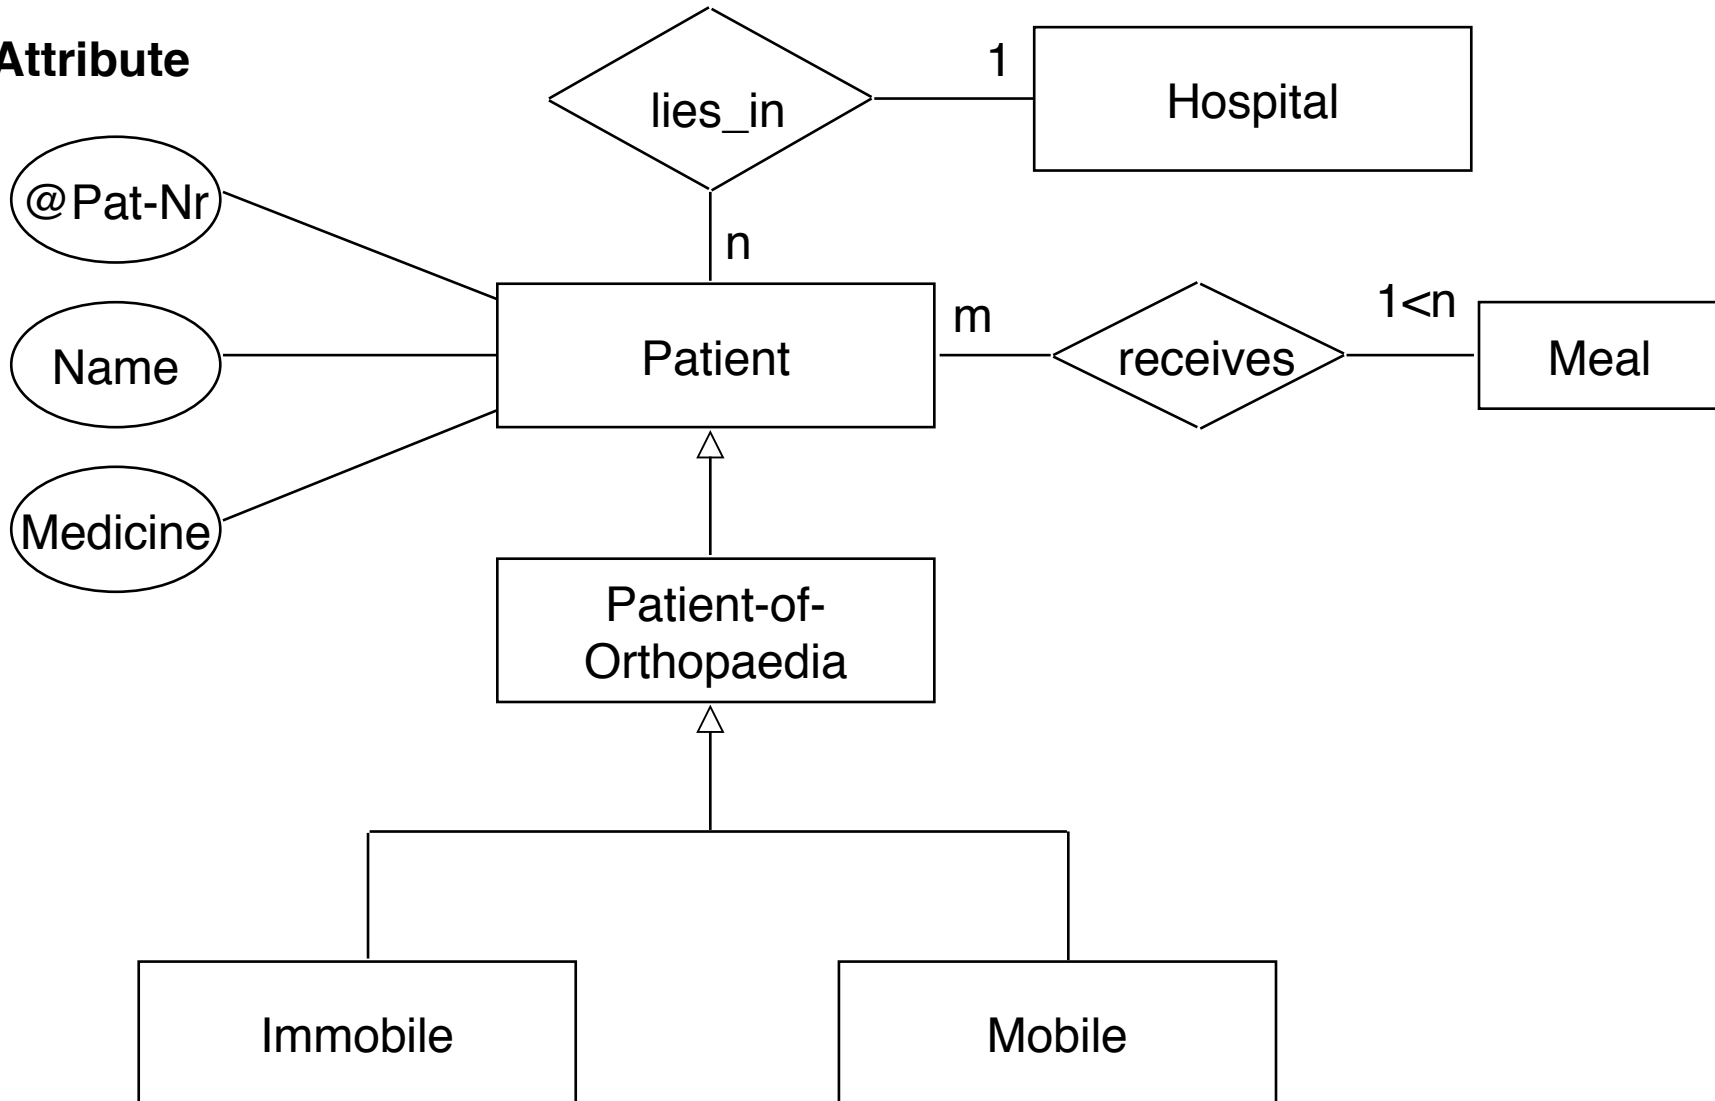 Attribute
lies_in
1
Hospital
@Pat-Nr
n
Name
Patient
m
receives
1<n
Meal
Medicine
Patient-of-
Orthopaedia
Immobile
Mobile